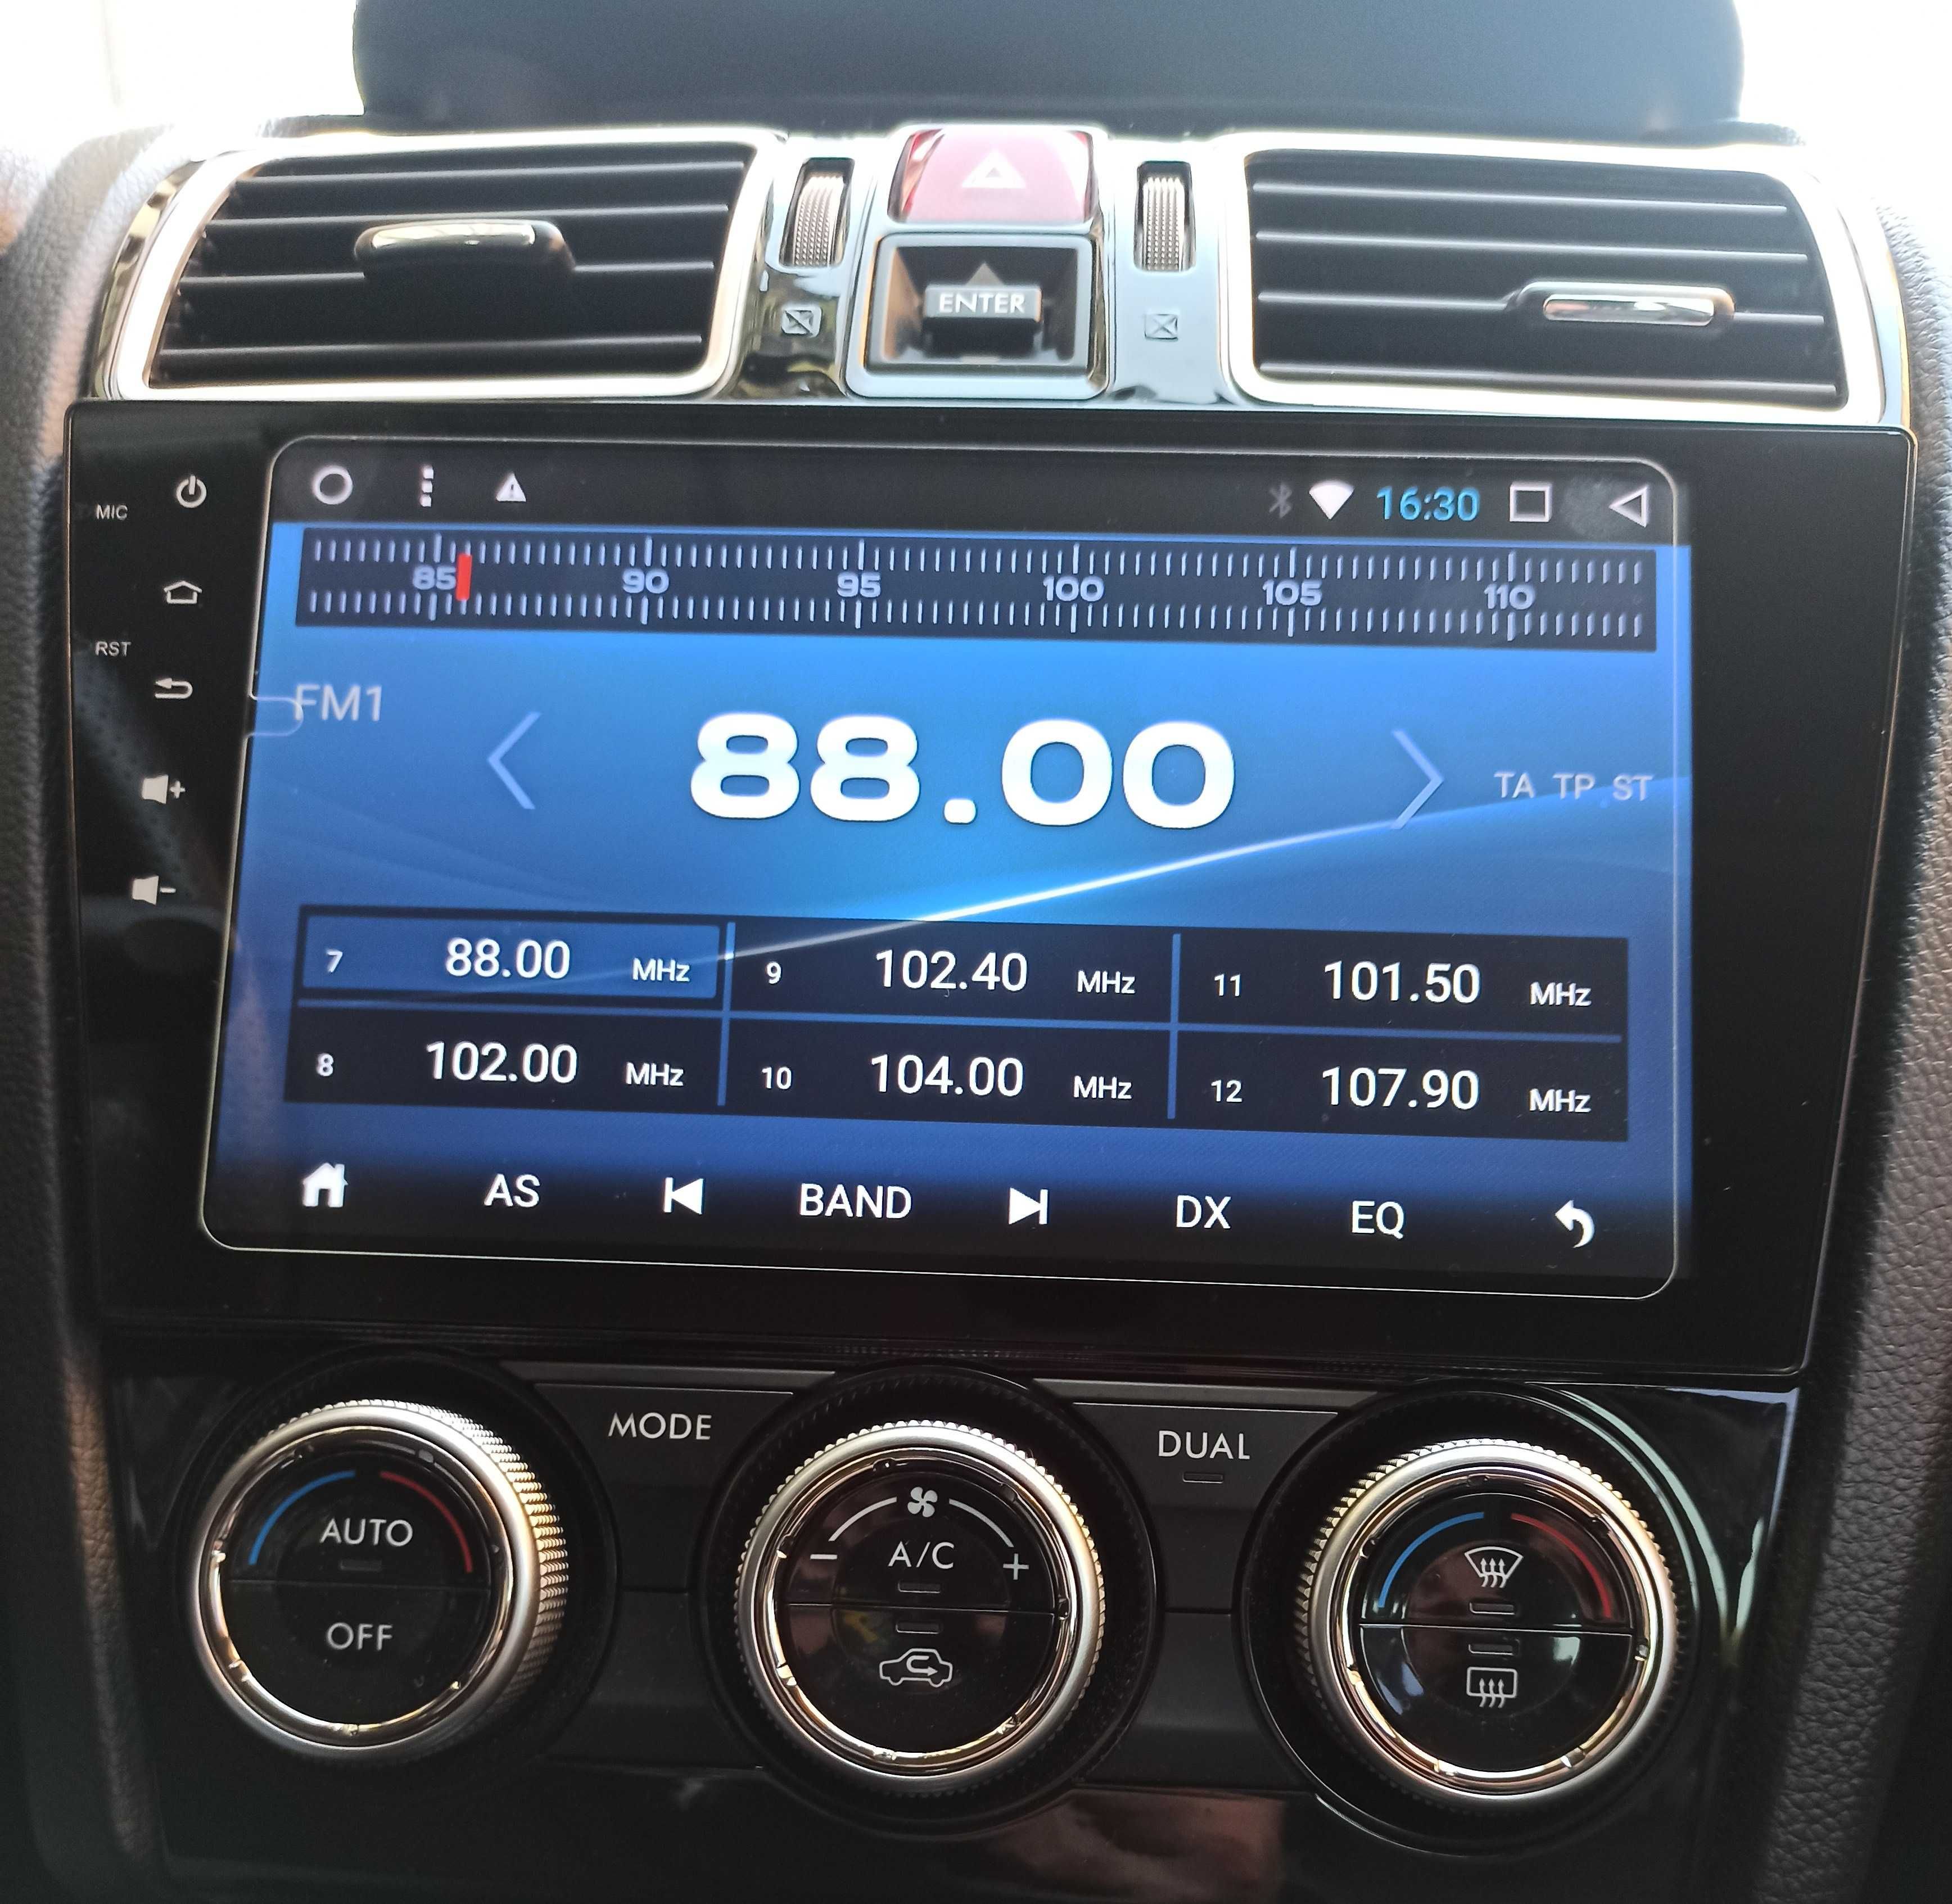 ENTER
MIC
16:30
85 90 95 100 105 110
RST
FM1
88.00
TA TP ST
7 88.00 MHz 9 102.40 MHz 11 101.50 MHz
8 102.00 MHz 10 104.00 MHz 12 107.90 MHz
AS BAND DX EQ
MODE DUAL
AUTO
OFF
− A/C +